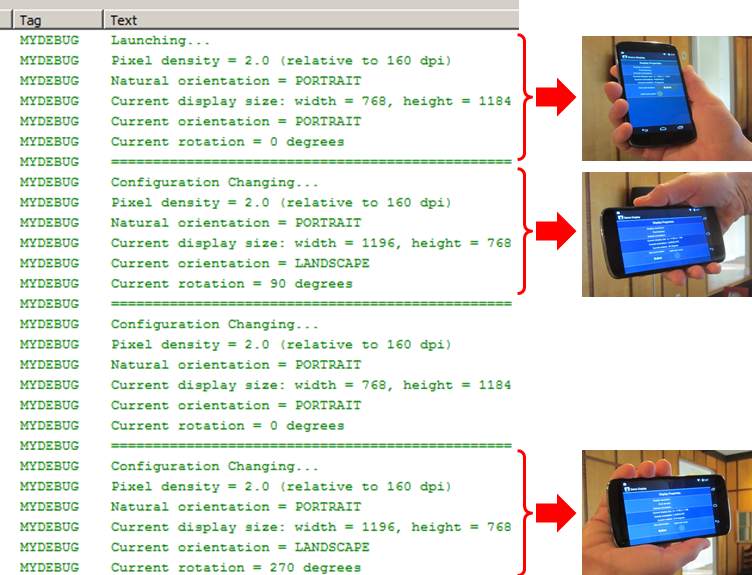 Tag Text
MYDEBUG Launching...
MYDEBUG Pixel density = 2.0 (relative to 160 dpi)
MYDEBUG Natural orientation = PORTRAIT
MYDEBUG Current display size: width = 768, height = 1184
MYDEBUG Current orientation = PORTRAIT
MYDEBUG Current rotation = 0 degrees
MYDEBUG ================================================
MYDEBUG Configuration Changing...
MYDEBUG Pixel density = 2.0 (relative to 160 dpi)
MYDEBUG Natural orientation = PORTRAIT
MYDEBUG Current display size: width = 1196, height = 768
MYDEBUG Current orientation = LANDSCAPE
MYDEBUG Current rotation = 90 degrees
MYDEBUG ================================================
MYDEBUG Configuration Changing...
MYDEBUG Pixel density = 2.0 (relative to 160 dpi)
MYDEBUG Natural orientation = PORTRAIT
MYDEBUG Current display size: width = 768, height = 1184
MYDEBUG Current orientation = PORTRAIT
MYDEBUG Current rotation = 0 degrees
MYDEBUG ================================================
MYDEBUG Configuration Changing...
MYDEBUG Pixel density = 2.0 (relative to 160 dpi)
MYDEBUG Natural orientation = PORTRAIT
MYDEBUG Current display size: width = 1196, height = 768
MYDEBUG Current orientation = LANDSCAPE
MYDEBUG Current rotation = 270 degrees
Display Properties
Display Properties
Display Properties